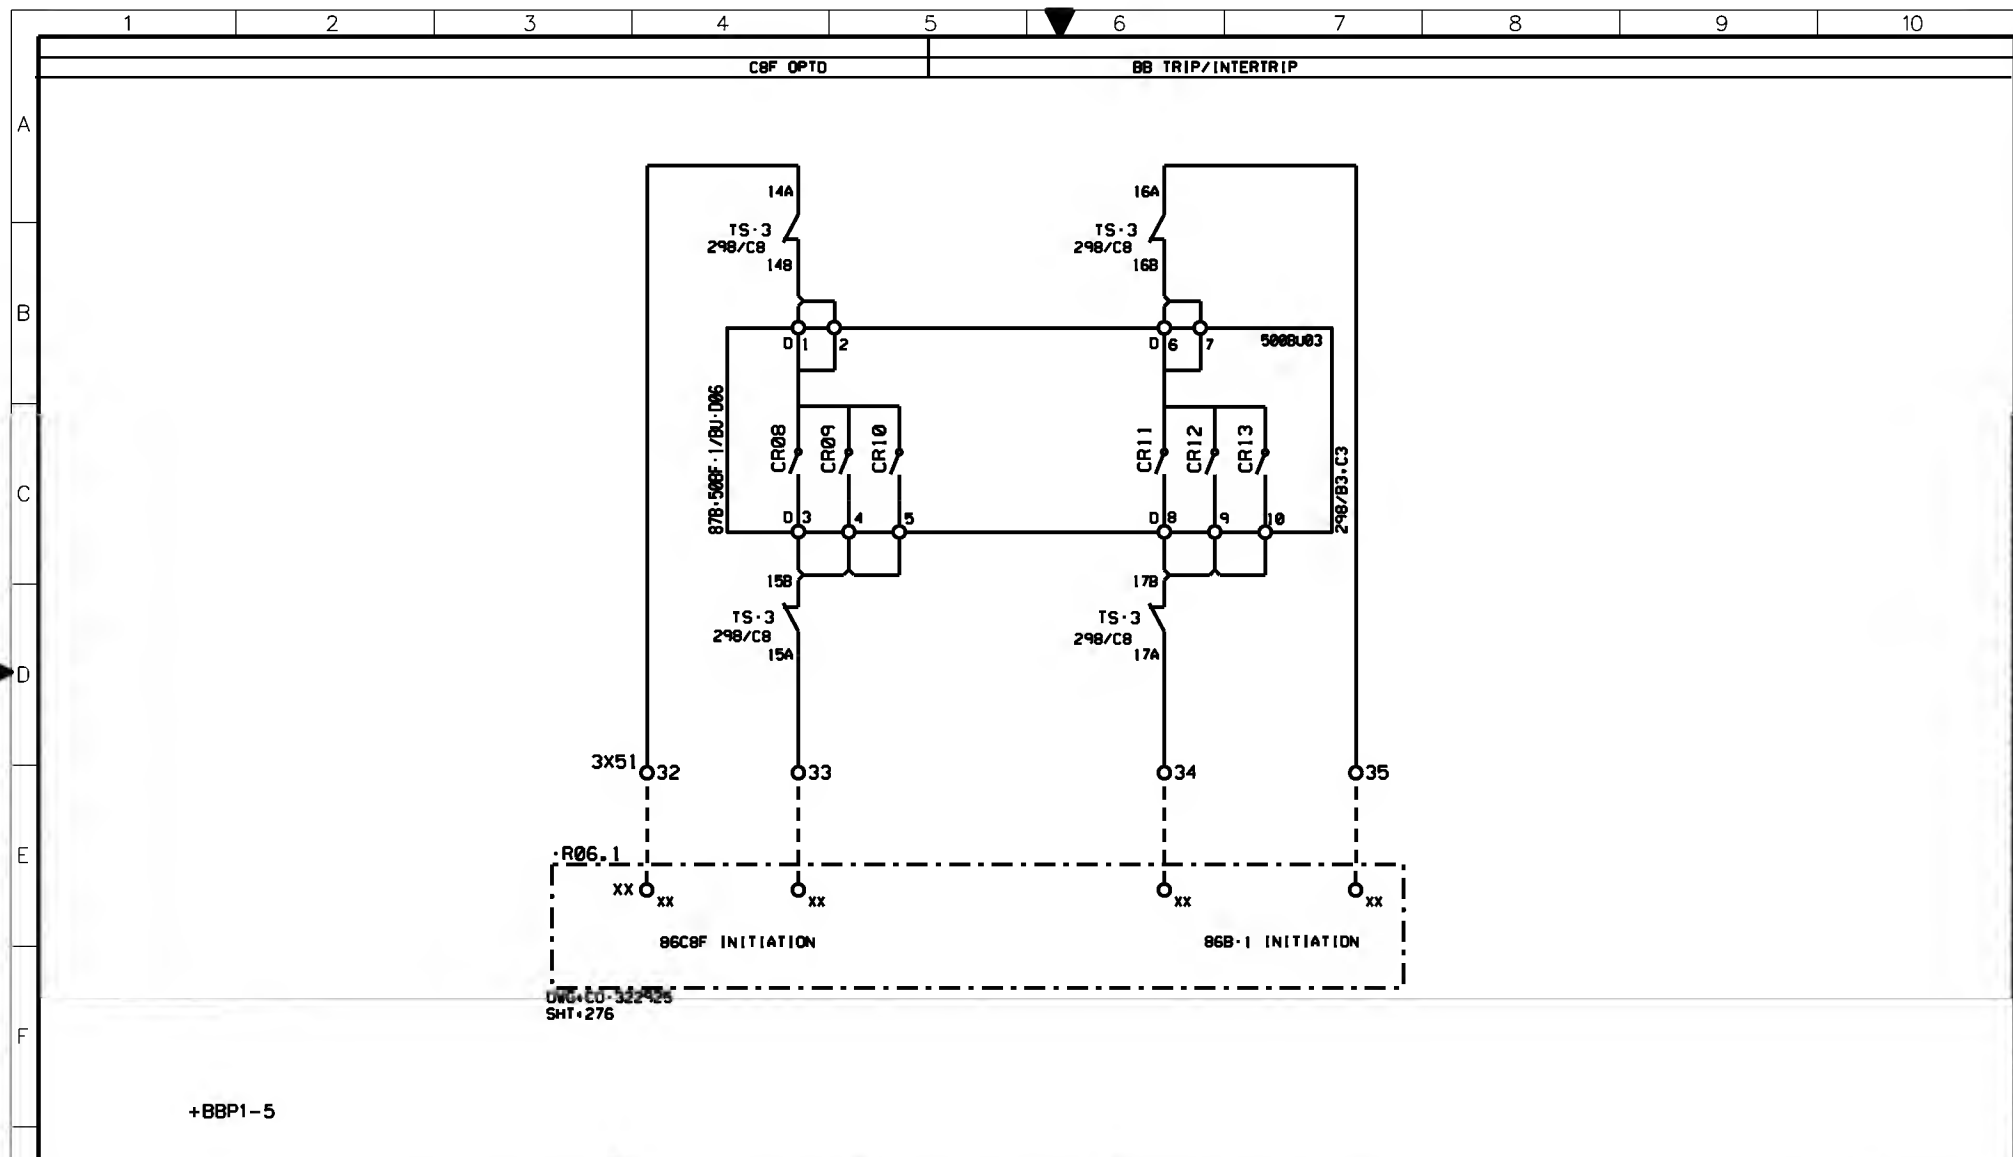 1 2 3 4 5 6 7 8 9 10
C8F OPTO
BB TRIP/INTERTRIP
A
14A
16A
TS-3
298/C8
14B
TS-3
298/C8
16B
B
D 1 2
D 6 7
500BU03
87B+50BF-1/BU-D06
CR08
CR09
CR10
CR11
CR12
CR13
298/B3,C3
C
D 3 4 5
D 8 9 10
15B
17B
TS-3
298/C8
15A
TS-3
298/C8
17A
D
3X51 32 33 34 35
E
-R06.1
XX XX XX XX XX
86C8F INITIATION
86B-1 INITIATION
SHT:276
F
+BBP1-5